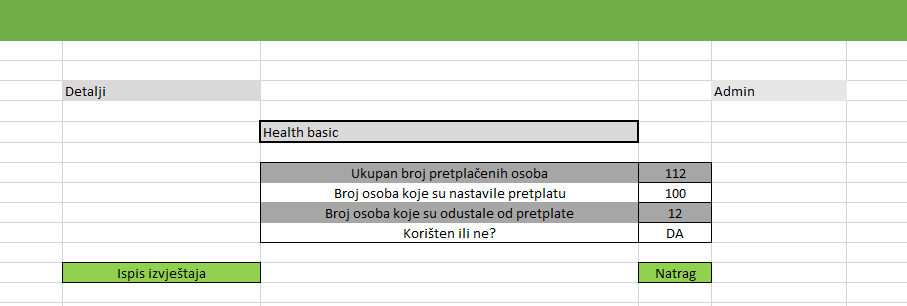 Detalji
Admin
Health basic
Ukupan broj pretplačenih osoba 112
Broj osoba koje su nastavile pretplatu 100
Broj osoba koje su odustale od pretplate 12
Korišten ili ne? DA
Ispis izvještaja
Natrag